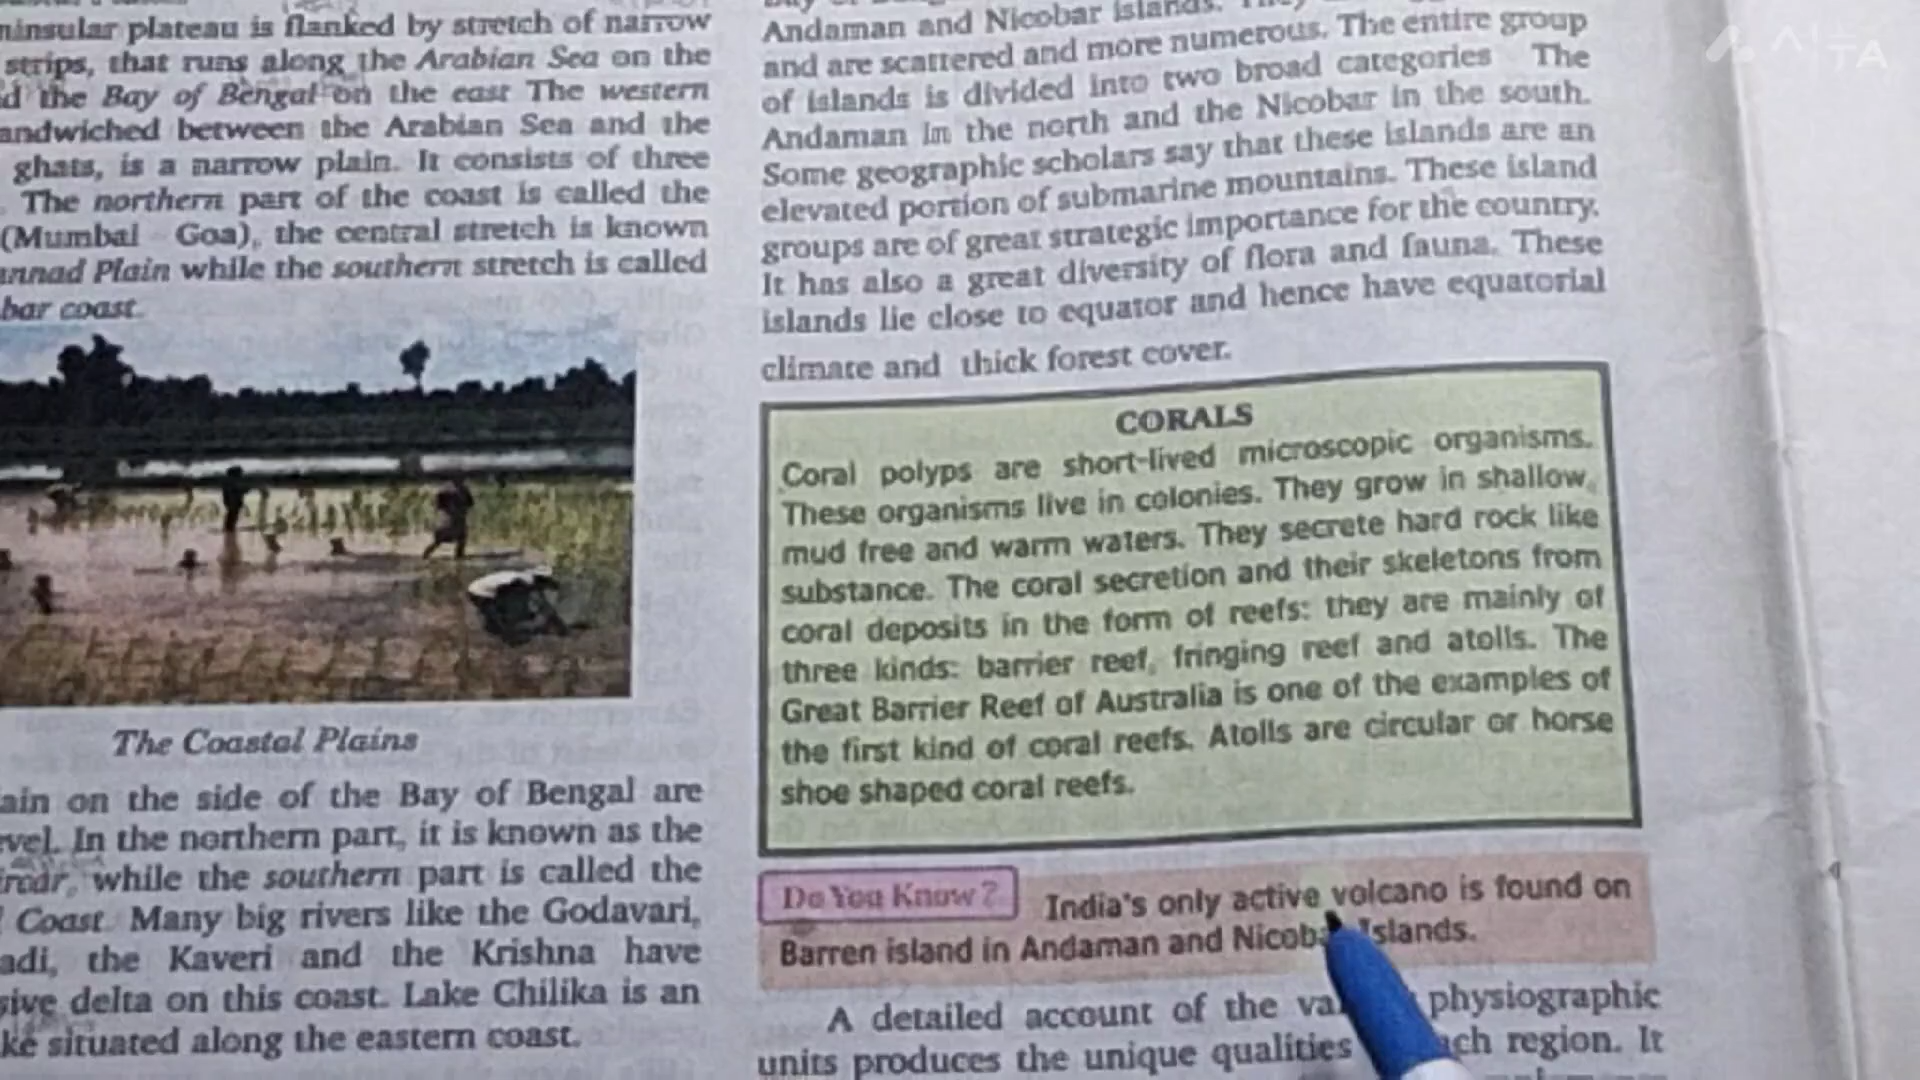 ninsular plateau is flanked by stretch of narrow
strips, that runs along the Arabian Sea on the
d the Bay of Bengal on the east The western
andwiched between the Arabian Sea and the
ghats, is a narrow plain. It consists of three
The northern part of the coast is called the
(Mumbai Goa), the central stretch is known
annad Plain while the southern stretch is called
bar coast.
The Coastal Plains
ain on the side of the Bay of Bengal are
evel. In the northern part, it is known as the
ircar, while the southern part is called the
Coast. Many big rivers like the Godavari,
adi, the Kaveri and the Krishna have
sive delta on this coast. Lake Chilika is an
ke situated along the eastern coast.
Andaman and Nicobar islands.
and are scattered and more numerous. The entire group
of islands is divided into two broad categories The
Andaman in the north and the Nicobar in the south.
Some geographic scholars say that these islands are an
elevated portion of submarine mountains. These island
groups are of great strategic importance for the country.
It has also a great diversity of flora and fauna. These
islands lie close to equator and hence have equatorial
climate and thick forest cover.
CORALS
Coral polyps are short-lived microscopic organisms.
These organisms live in colonies. They grow in shallow,
mud free and warm waters. They secrete hard rock like
substance. The coral secretion and their skeletons from
coral deposits in the form of reefs: they are mainly of
three kinds: barrier reef, fringing reef and atolls. The
Great Barrier Reef of Australia is one of the examples of
the first kind of coral reefs. Atolls are circular or horse
shoe shaped coral reefs.
Do You Know? India's only active volcano is found on
Barren island in Andaman and Nicoba Islands.
A detailed account of the va physiographic
units produces the unique qualities ch region. It